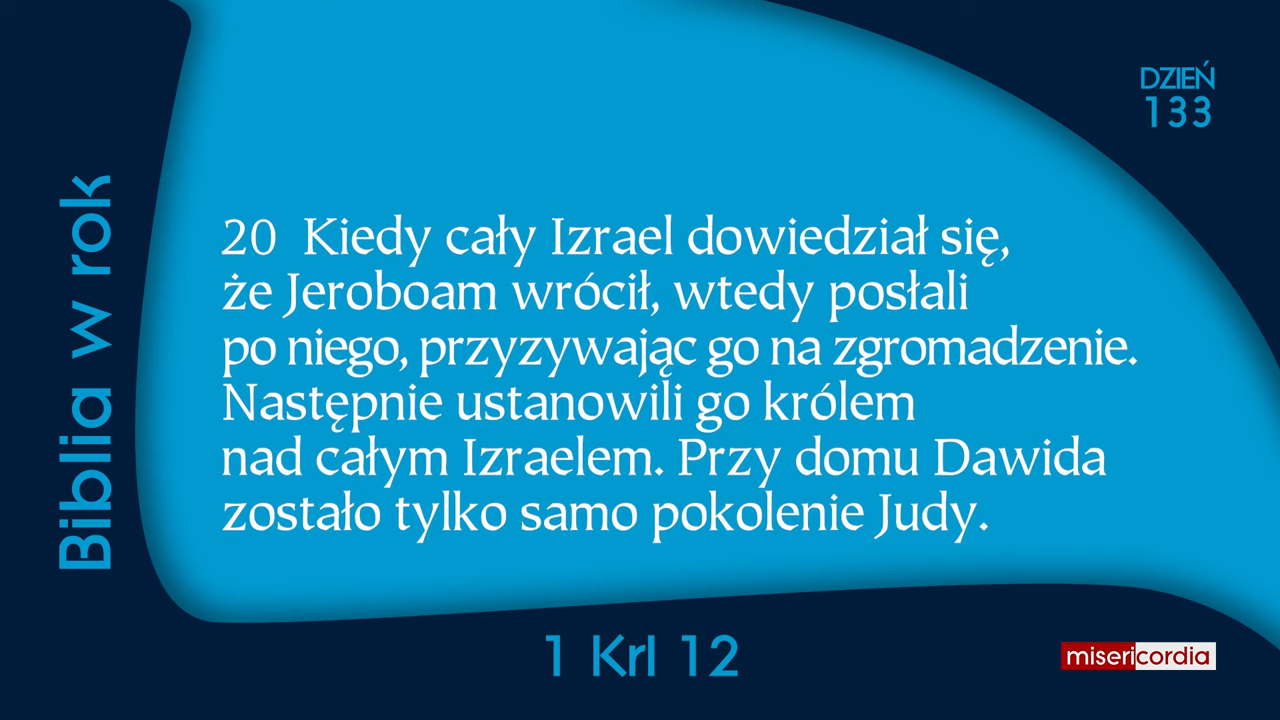 DZIEŃ
133
Biblia w rok
20 Kiedy cały Izrael dowiedział się,
że Jeroboam wrócił, wtedy posłali
po niego, przyzywając go na zgromadzenie.
Następnie ustanowili go królem
nad całym Izraelem. Przy domu Dawida
zostało tylko samo pokolenie Judy.
1 Krl 12
misericordia